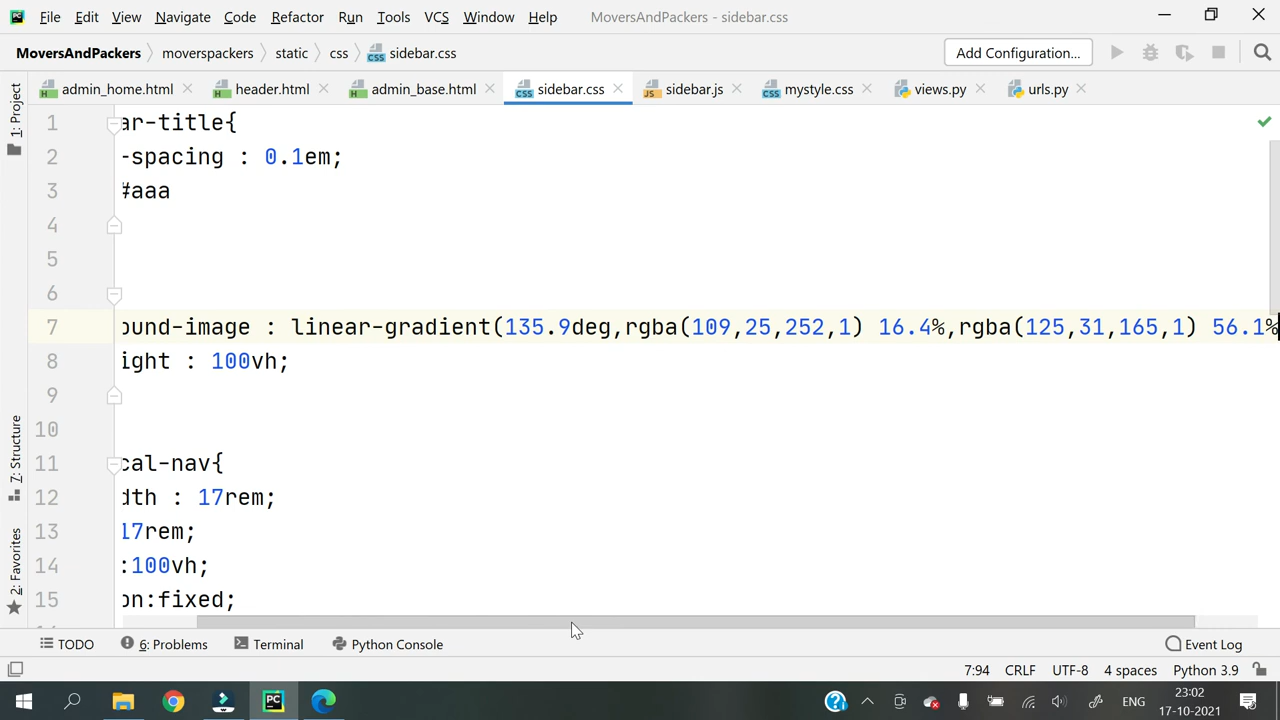 File Edit View Navigate Code Refactor Run Tools VCS Window Help MoversAndPackers - sidebar.css
MoversAndPackers moverspackers static css sidebar.css Add Configuration...
admin_home.html header.html admin_base.html sidebar.css sidebar.js mystyle.css views.py urls.py
1: Project
7: Structure
2: Favorites
1 ar-title{
2 -spacing : 0.1em;
3 #aaa
4
5
6
7 ound-image : linear-gradient(135.9deg,rgba(109,25,252,1) 16.4%,rgba(125,31,165,1) 56.1%
8 ight : 100vh;
9
10
11 cal-nav{
12 dth : 17rem;
13 17rem;
14 :100vh;
15 on:fixed;
TODO 6: Problems Terminal Python Console Event Log
7:94 CRLF UTF-8 4 spaces Python 3.9
ENG 23:02
17-10-2021